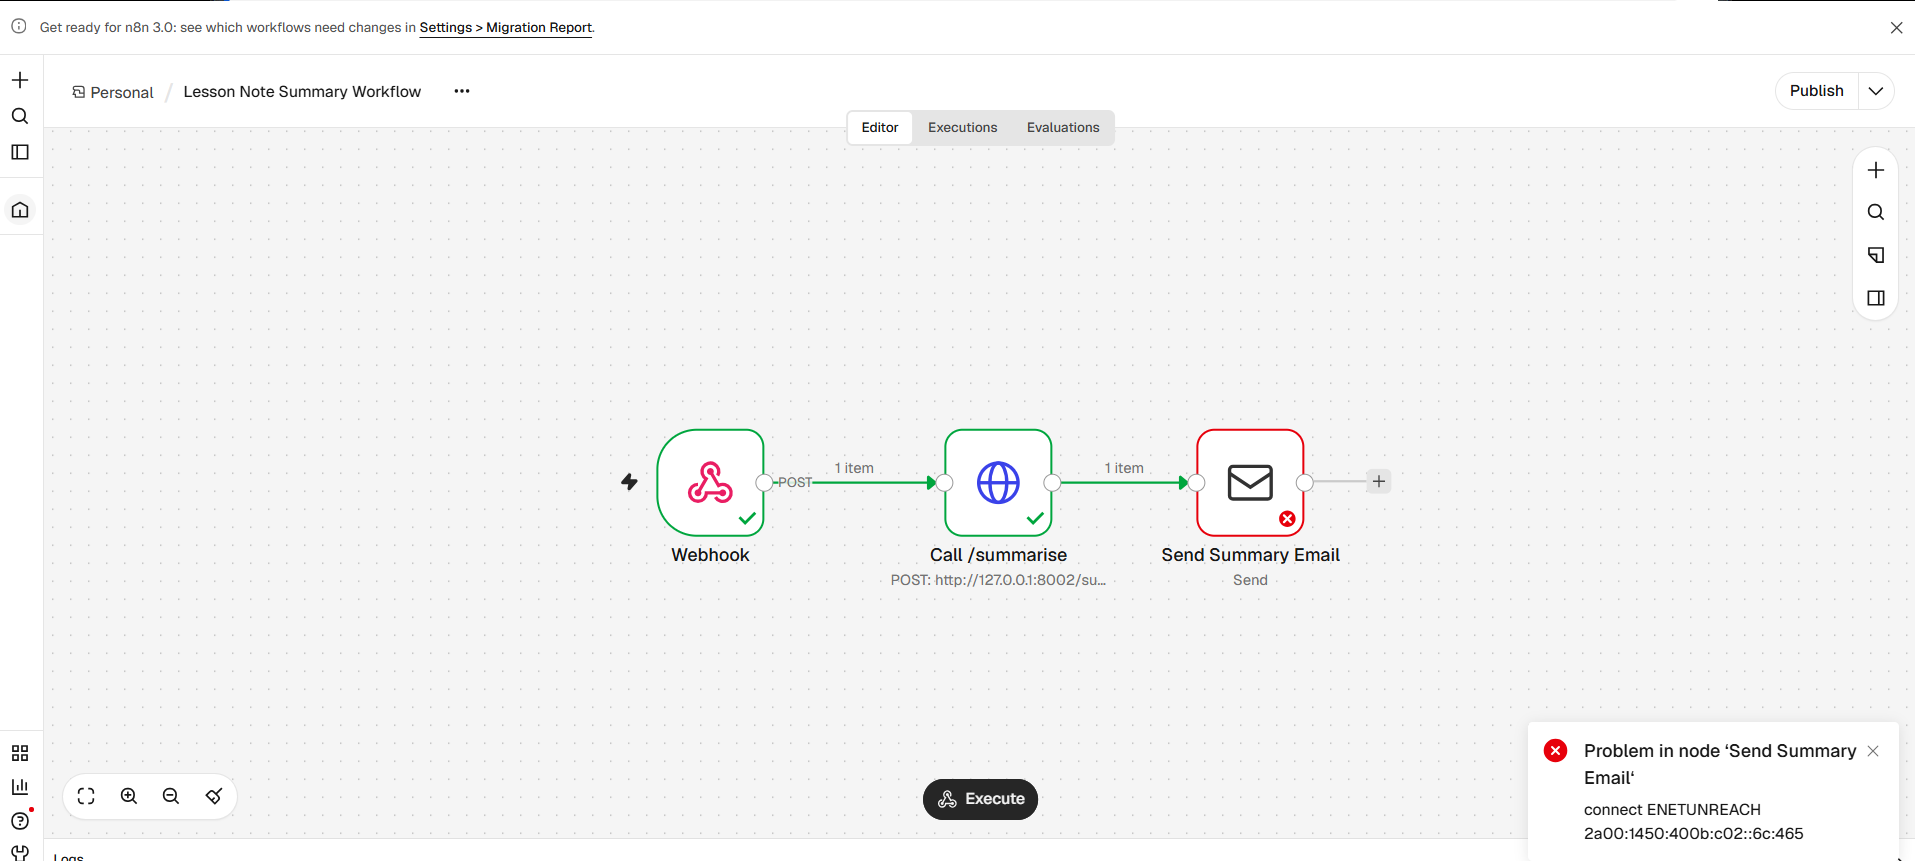 Get ready for n8n 3.0: see which workflows need changes in Settings > Migration Report.
Personal / Lesson Note Summary Workflow •••
Publish
Editor Executions Evaluations
POST 1 item 1 item
Webhook Call /summarise Send Summary Email
POST: http://127.0.0.1:8002/su... Send
Problem in node ‘Send Summary
Email‘
connect ENETUNREACH
2a00:1450:400b:c02::6c:465
Execute
Logs